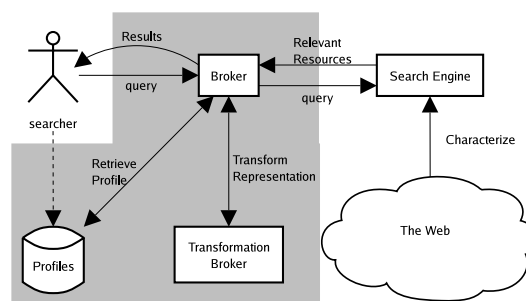 Results
Relevant
Resources
Broker
Search Engine
query
query
searcher
Characterize
Retrieve
Profile
Transform
Representation
The Web
Transformation
Broker
Profiles